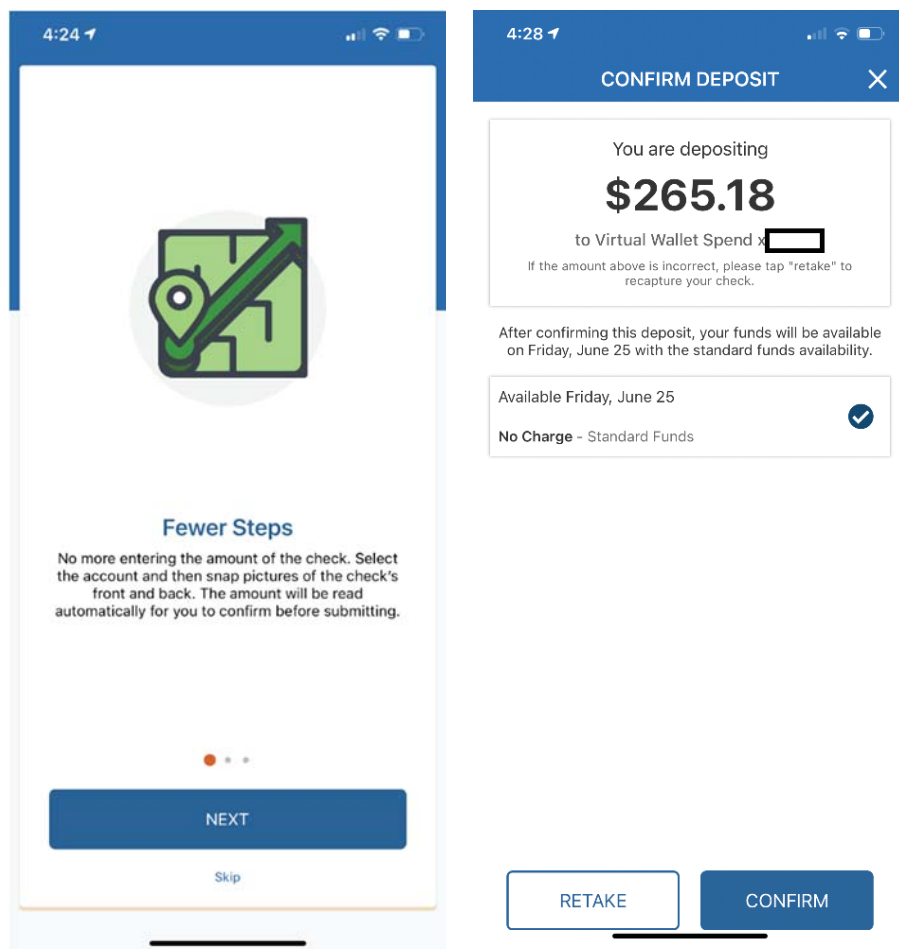 4:24
Fewer Steps
No more entering the amount of the check. Select
the account and then snap pictures of the check's
front and back. The amount will be read
automatically for you to confirm before submitting.
NEXT
Skip
4:28
CONFIRM DEPOSIT
You are depositing
$265.18
to Virtual Wallet Spend x
If the amount above is incorrect, please tap "retake" to
recapture your check.
After confirming this deposit, your funds will be available
on Friday, June 25 with the standard funds availability.
Available Friday, June 25
No Charge - Standard Funds
RETAKE
CONFIRM